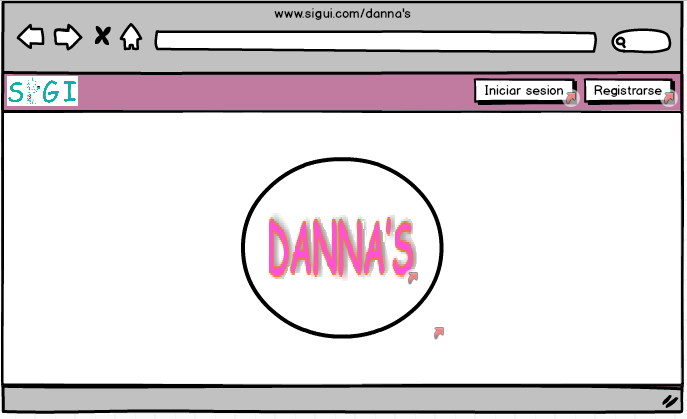 www.sigui.com/danna's
SIGI
Iniciar sesion
Registrarse
DANNA'S